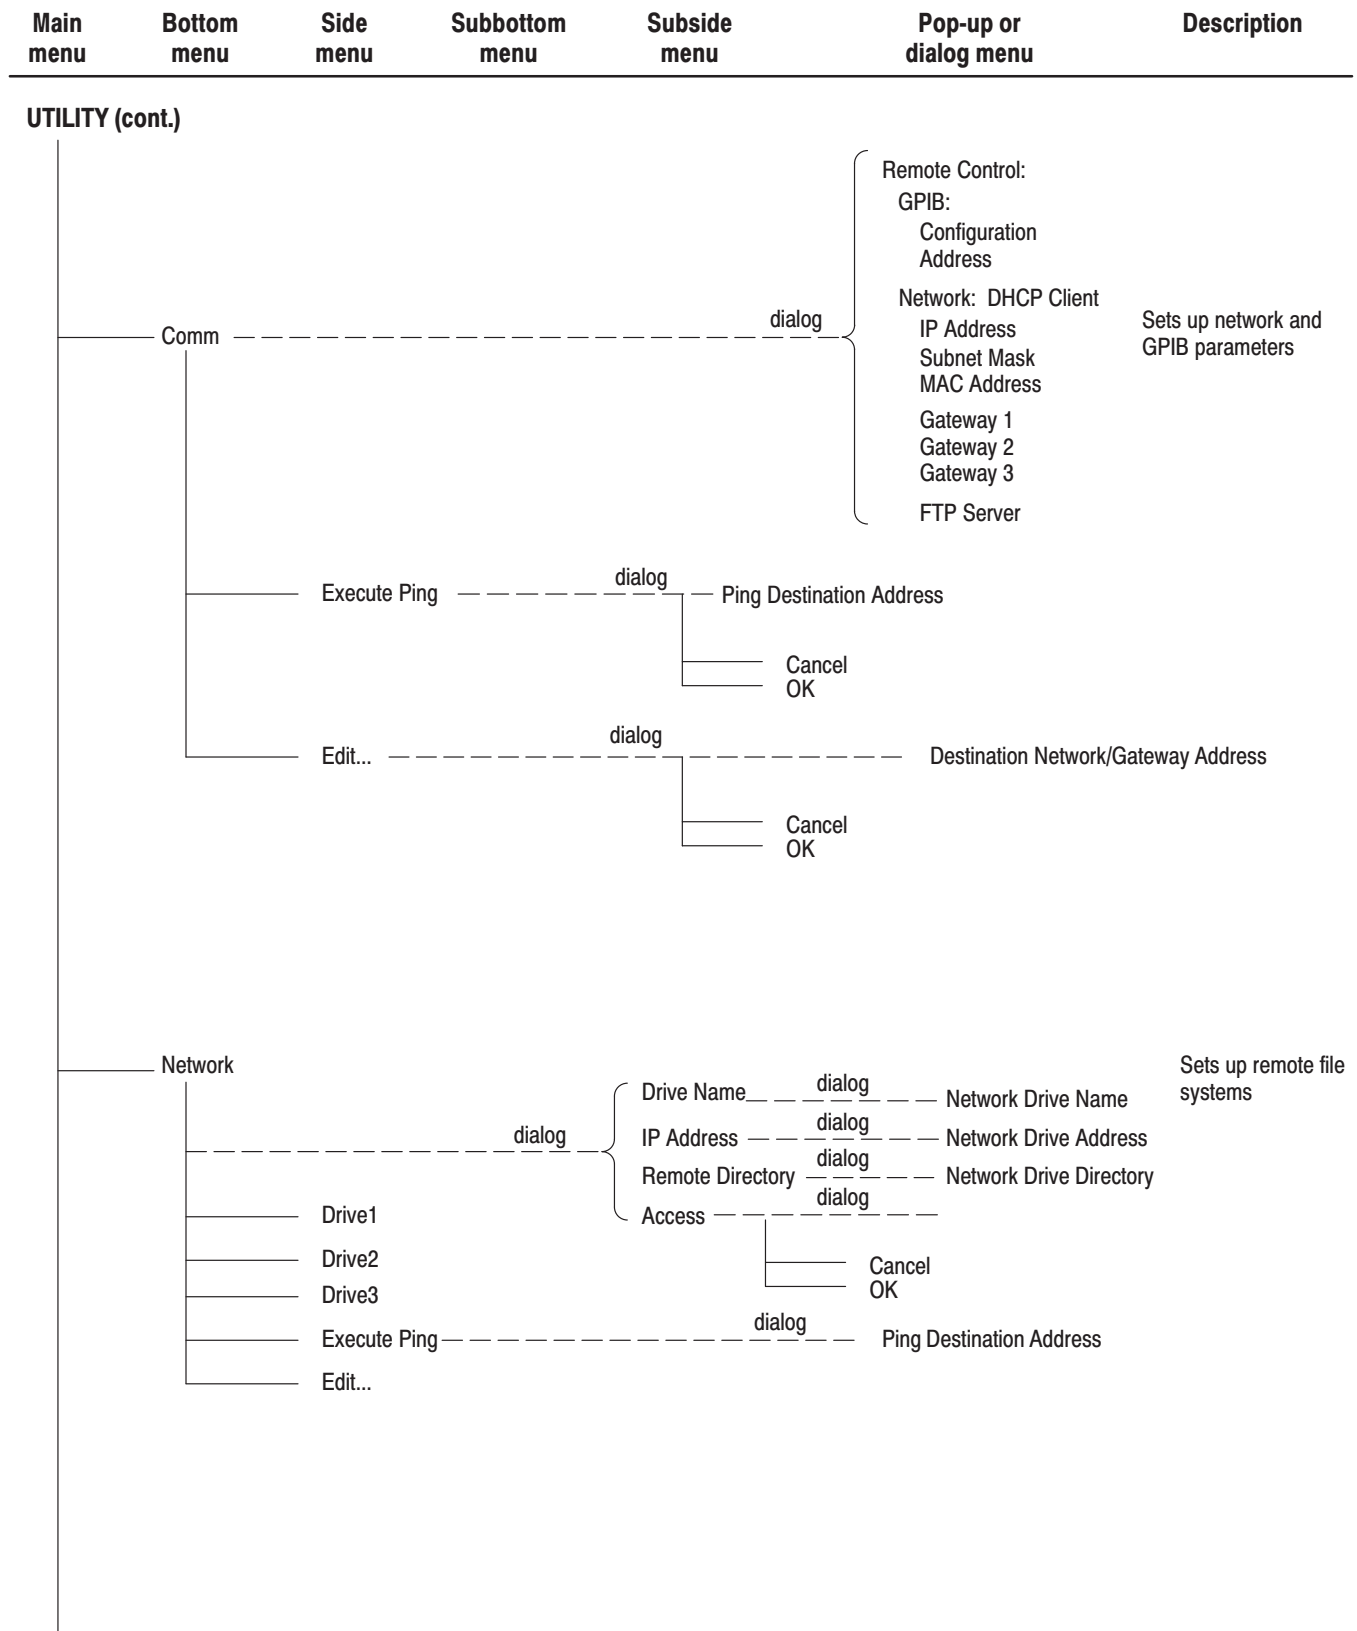 Main menu
Bottom menu
Side menu
Subbottom menu
Subside menu
Pop-up or dialog menu
Description
UTILITY (cont.)
Remote Control:
GPIB:
Configuration
Address
Network: DHCP Client
IP Address
Subnet Mask
MAC Address
Gateway 1
Gateway 2
Gateway 3
FTP Server
Comm
dialog
Sets up network and
GPIB parameters
Execute Ping
dialog
Ping Destination Address
Cancel
OK
Edit...
dialog
Destination Network/Gateway Address
Cancel
OK
Network
Sets up remote file
systems
dialog
Drive Name
dialog
Network Drive Name
IP Address
dialog
Network Drive Address
Remote Directory
dialog
Network Drive Directory
Access
dialog
Cancel
OK
Drive1
Drive2
Drive3
Execute Ping
dialog
Ping Destination Address
Edit...